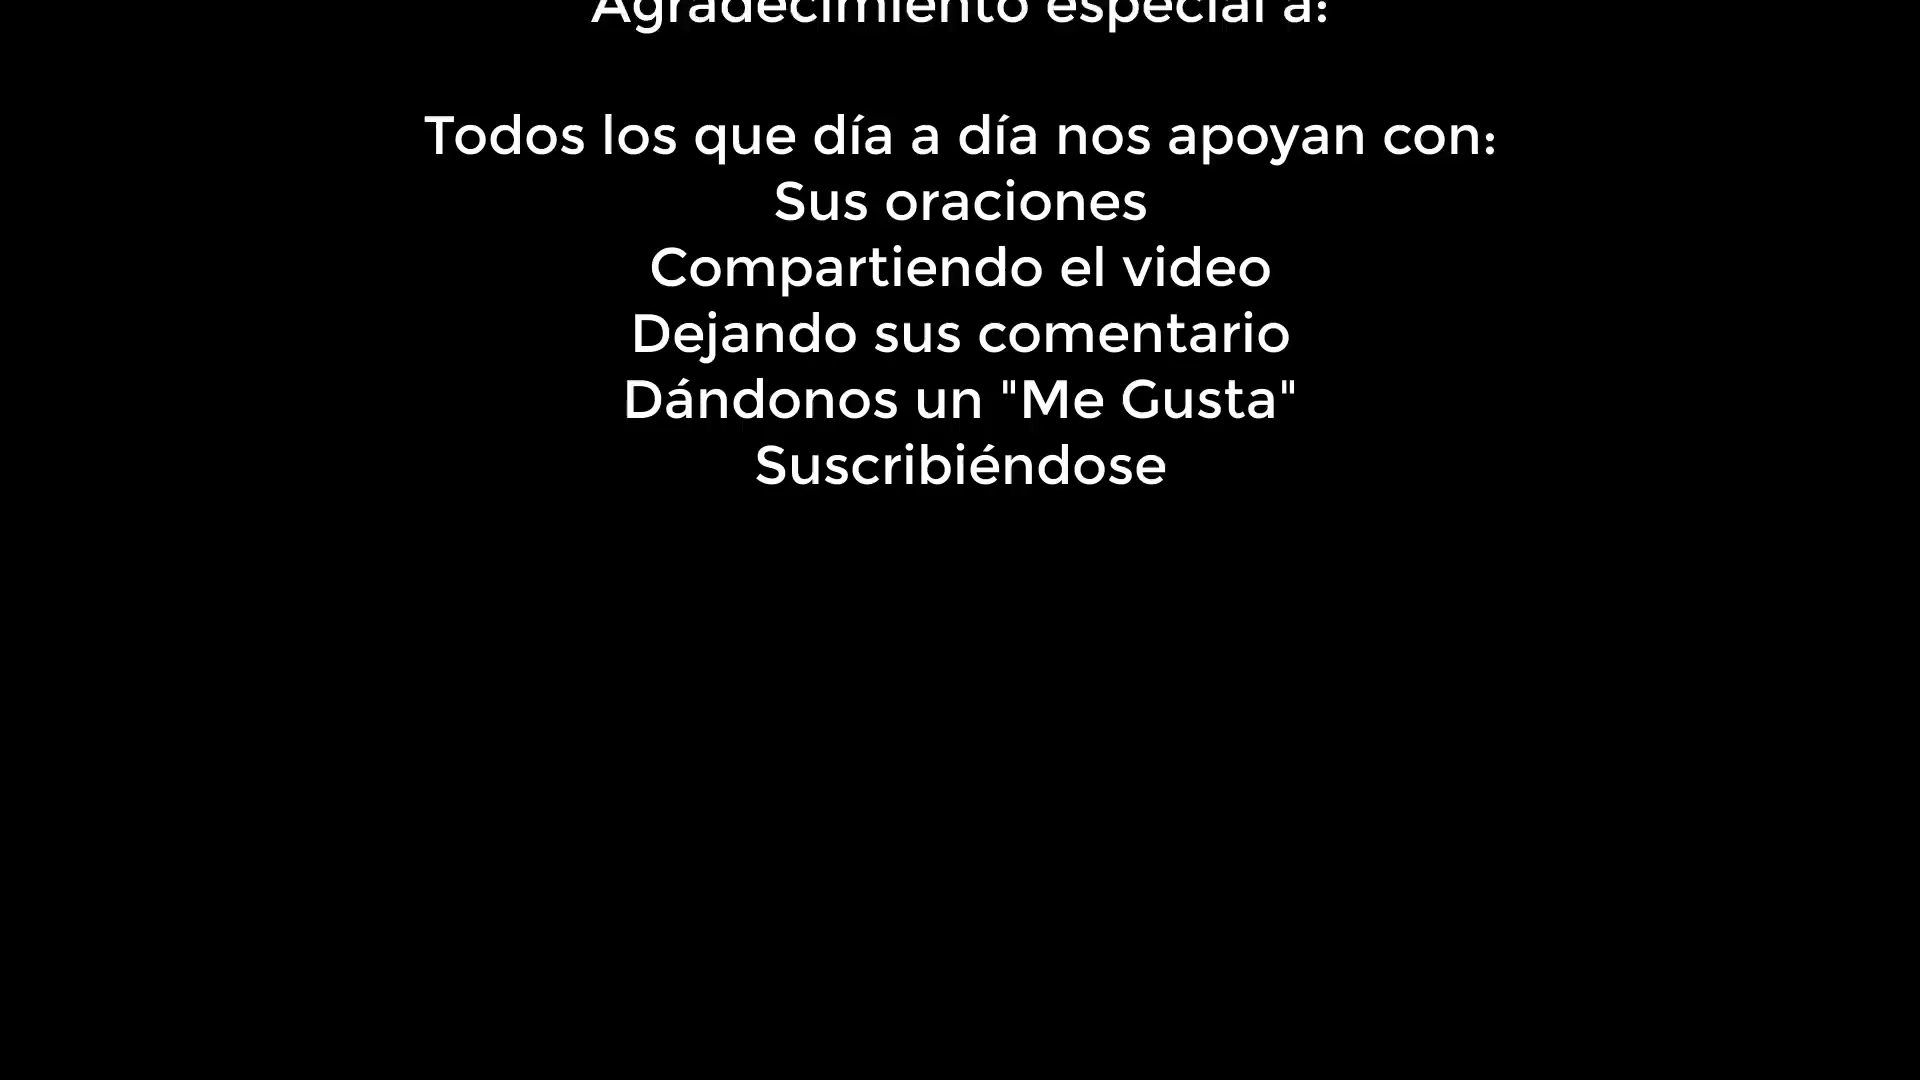 Agradecimiento especial a:
Todos los que día a día nos apoyan con:
Sus oraciones
Compartiendo el video
Dejando sus comentario
Dándonos un "Me Gusta"
Suscribiéndose